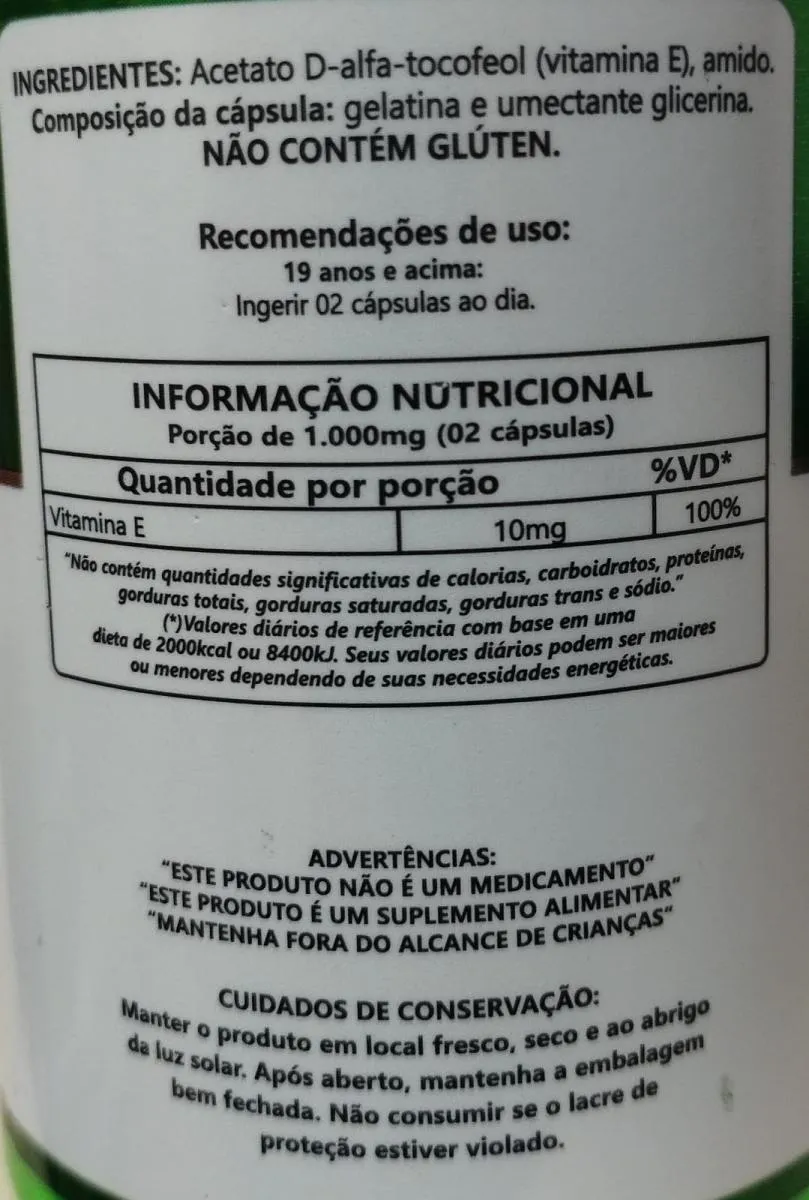 INGREDIENTES: Acetato D-alfa-tocofeol (vitamina E), amido.
Composição da cápsula: gelatina e umectante glicerina.
NÃO CONTÉM GLÚTEN.
Recomendações de uso:
19 anos e acima:
Ingerir 02 cápsulas ao dia.
INFORMAÇÃO NUTRICIONAL
Porção de 1.000mg (02 cápsulas)
Quantidade por porção %VD*
Vitamina E 10mg 100%
"Não contém quantidades significativas de calorias, carboidratos, proteínas,
gorduras totais, gorduras saturadas, gorduras trans e sódio."
(*)Valores diários de referência com base em uma
dieta de 2000kcal ou 8400kJ. Seus valores diários podem ser maiores
ou menores dependendo de suas necessidades energéticas.
ADVERTÊNCIAS:
"ESTE PRODUTO NÃO É UM MEDICAMENTO"
"ESTE PRODUTO É UM SUPLEMENTO ALIMENTAR"
"MANTENHA FORA DO ALCANCE DE CRIANÇAS"
CUIDADOS DE CONSERVAÇÃO:
Manter o produto em local fresco, seco e ao abrigo
da luz solar. Após aberto, mantenha a embalagem
bem fechada. Não consumir se o lacre de
proteção estiver violado.